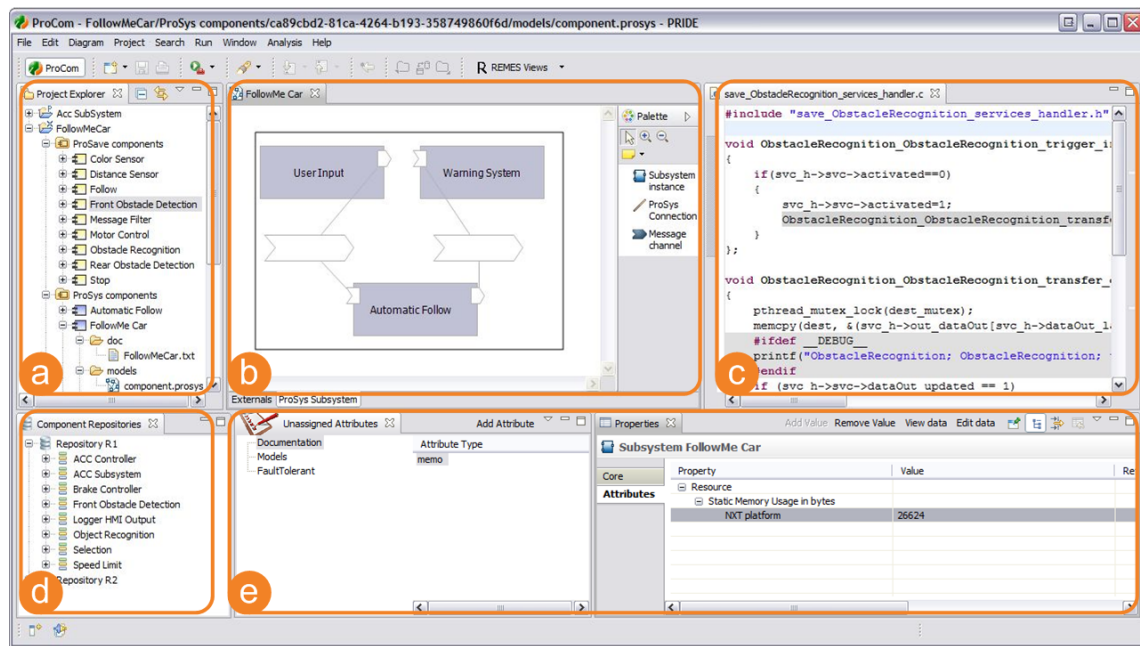 ProCom - FollowMeCar/ProSys components/ca89cbd2-81ca-4264-b193-358749860f6d/models/component.prosys - PRIDE
File Edit Diagram Project Search Run Window Analysis Help
ProCom
REMES Views
Project Explorer
Acc SubSystem
FollowMeCar
ProSave components
Color Sensor
Distance Sensor
Follow
Front Obstacle Detection
Message Filter
Motor Control
Obstacle Recognition
Rear Obstacle Detection
Stop
ProSys components
Automatic Follow
FollowMe Car
doc
FollowMeCar.txt
models
component.prosys
a
FollowMe Car
User Input
Warning System
Automatic Follow
Palette
Subsystem
instance
ProSys
Connection
Message
channel
b
Externals ProSys Subsystem
save_ObstacleRecognition_services_handler.c
#include "save_ObstacleRecognition_services_handler.h"
void ObstacleRecognition_ObstacleRecognition_trigger_i
{
if(svc_h->svc->activated==0)
{
svc_h->svc->activated=1;
ObstacleRecognition_ObstacleRecognition_transfe
}
};
void ObstacleRecognition_ObstacleRecognition_transfer_
{
pthread_mutex_lock(dest_mutex);
memcpy(dest, &(svc_h->out_dataOut[svc_h->dataOut_l
#ifdef __DEBUG__
printf("ObstacleRecognition; ObstacleRecognition;
endif
if (svc_h->svc->dataOut_updated == 1)
c
Component Repositories
Repository R1
ACC Controller
ACC Subsystem
Brake Controller
Front Obstacle Detection
Logger HMI Output
Object Recognition
Selection
Speed Limit
Repository R2
d
Unassigned Attributes Add Attribute
Documentation
Models
FaultTolerant
Attribute Type
memo
e
Properties Add Value Remove Value View data Edit data
Subsystem FollowMe Car
Core
Attributes
Property Value Re
Resource
Static Memory Usage in bytes
NXT platform 26624